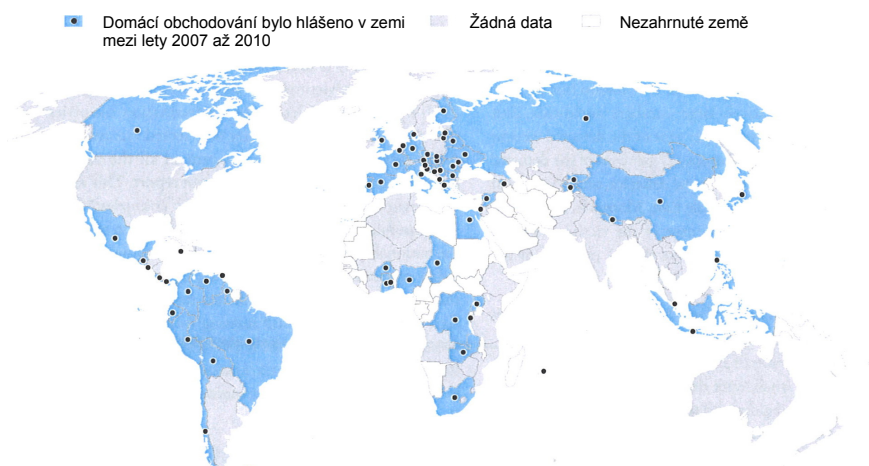 Domácí obchodování bylo hlášeno v zemi
mezi lety 2007 až 2010
Žádná data
Nezahrnuté země